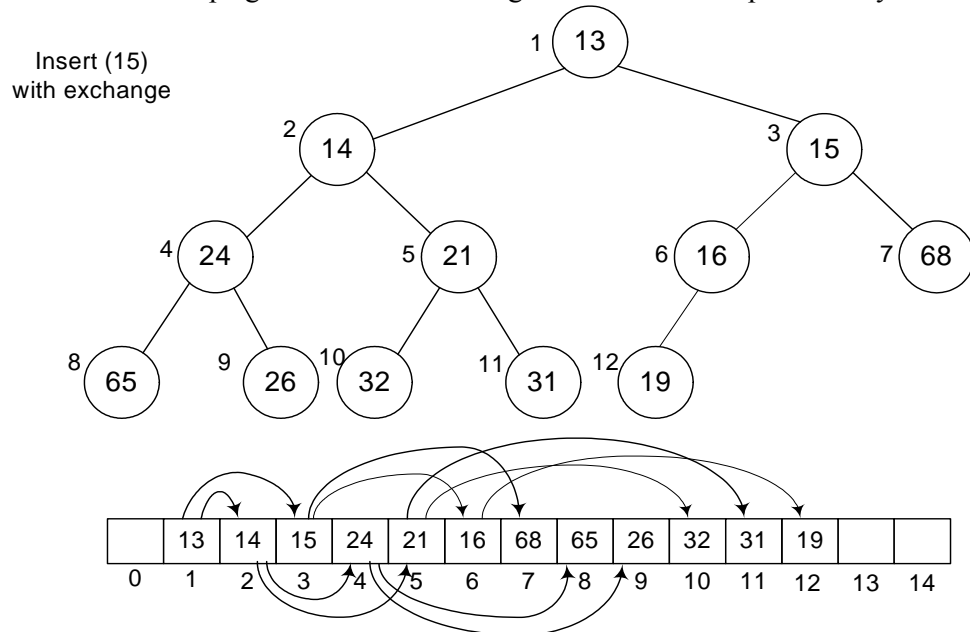 1 13
Insert (15)
with exchange
2 14 3 15
4 24 5 21 6 16 7 68
8 65 9 26 10 32 11 31 12 19
13 14 15 24 21 16 68 65 26 32 31 19
0 1 2 3 4 5 6 7 8 9 10 11 12 13 14